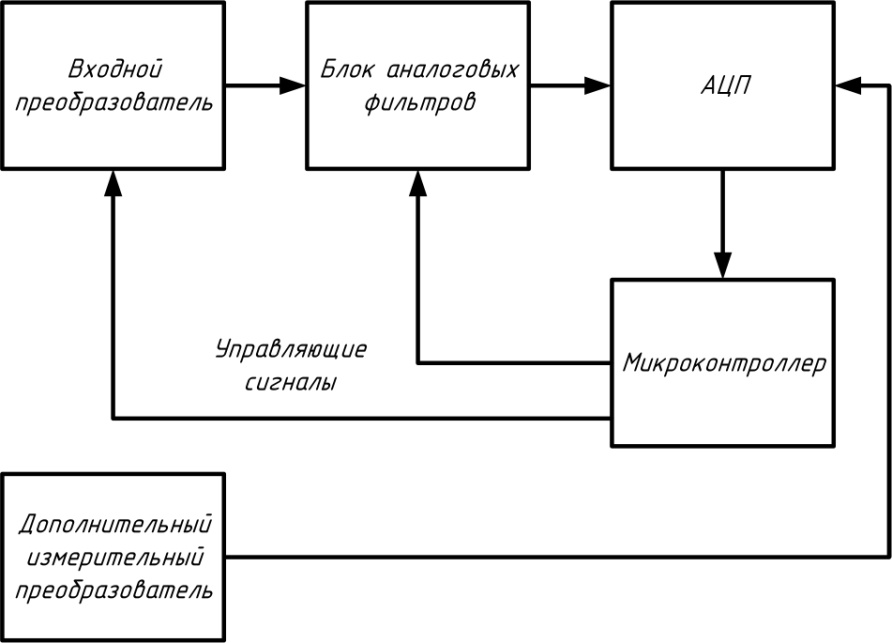 Входной
преобразователь
Блок аналоговых
фильтров
АЦП
Управляющие
сигналы
Микроконтроллер
Дополнительный
измерительный
преобразователь